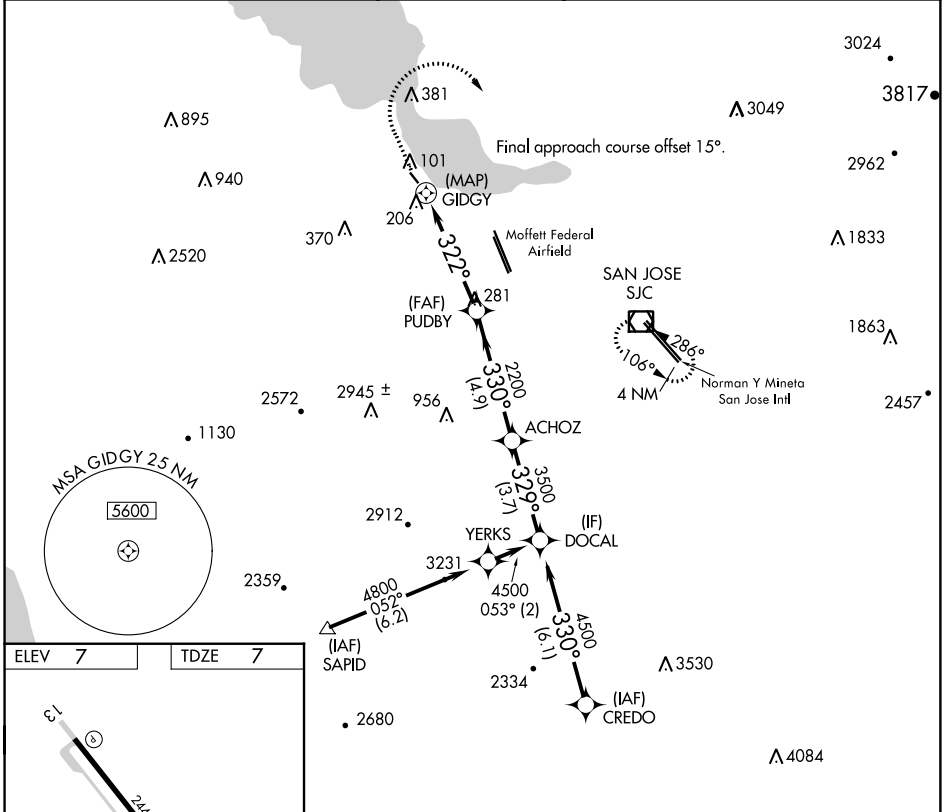 3024
3817
381
3049
895
Final approach course offset 15°.
2962
101
(MAP)
GIDGY
940
206
370
322°
Moffett Federal
Airfield
1833
2520
SAN JOSE
SJC
281
(FAF)
PUDBY
1863
286°
106°
4 NM
Norman Y Mineta
San Jose Intl
2200
330°
(4.9)
2572
2945 ±
956
2457
1130
ACHOZ
MSA GIDGY 25 NM
5600
3500
329°
(3.7)
2912
YERKS
(IF)
DOCAL
3231
2359
4800
052°
(6.2)
4500
053° (2)
4500
330°
(6.1)
(IAF)
SAPID
ELEV 7
TDZE 7
2334
3530
(IAF)
CREDO
13
P
2680
4084